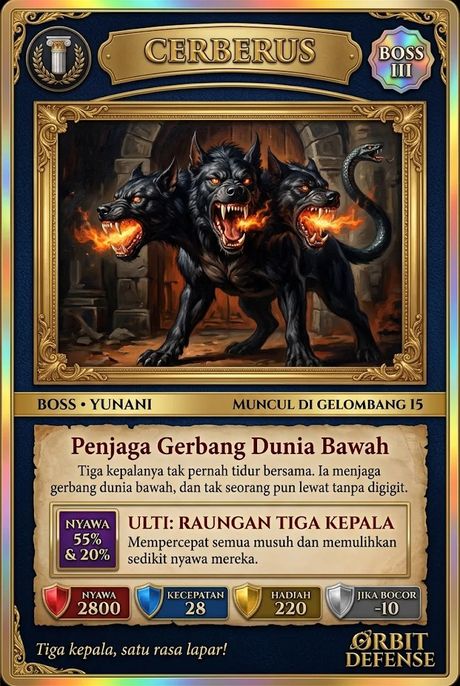 CERBERUS
BOSS
III
BOSS • YUNANI
MUNCUL DI GELOMBANG 15
Penjaga Gerbang Dunia Bawah
Tiga kepalanya tak pernah tidur bersama. Ia menjaga
gerbang dunia bawah, dan tak seorang pun lewat tanpa digigit.
NYAWA
55%
& 20%
ULTI: RAUNGAN TIGA KEPALA
Mempercepat semua musuh dan memulihkan
sedikit nyawa mereka.
NYAWA
2800
KECEPATAN
28
HADIAH
220
JIKA BOCOR
-10
Tiga kepala, satu rasa lapar!
ORBIT
DEFENSE